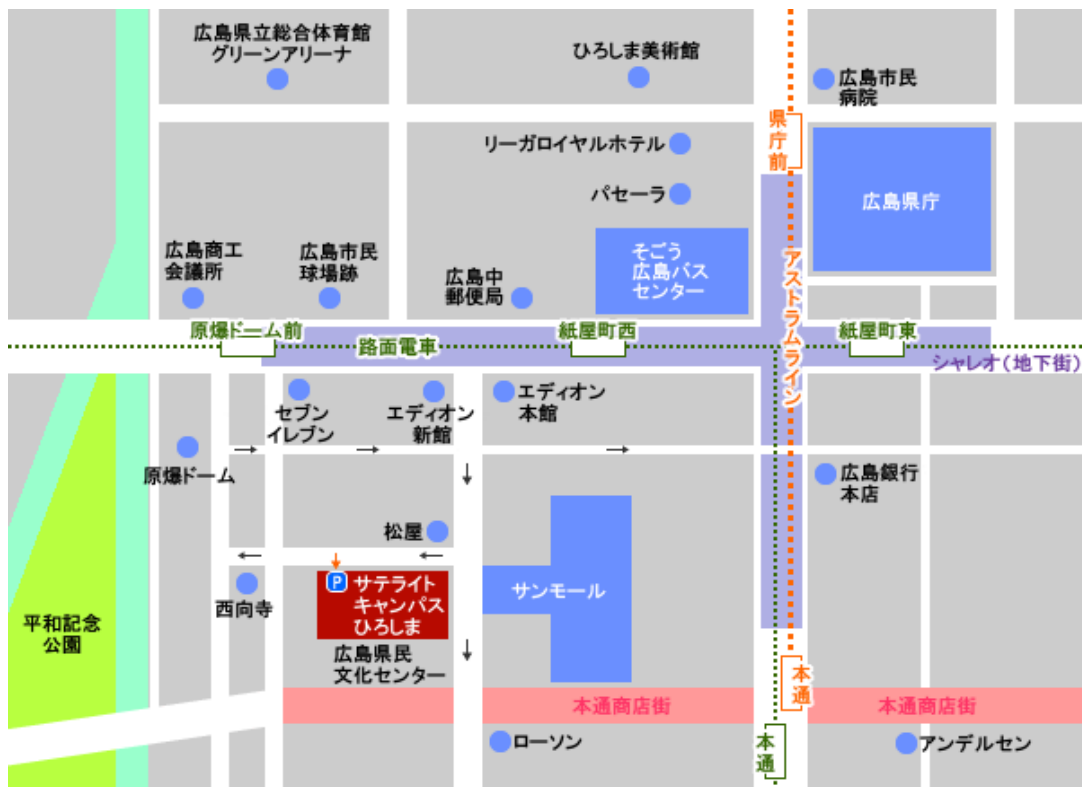 広島県立総合体育館
グリーンアリーナ
ひろしま美術館
広島市民
病院
県庁前
リーガロイヤルホテル
パセーラ
広島県庁
そごう
広島バス
センター
広島商工
会議所
広島市民
球場跡
広島中
郵便局
アストラムライン
原爆ドーム前
路面電車
紙屋町西
紙屋町東
シャレオ(地下街)
セブン
イレブン
エディオン
新館
エディオン
本館
原爆ドーム
広島銀行
本店
松屋
P
サテライト
キャンパス
ひろしま
サンモール
西向寺
平和記念
公園
広島県民
文化センター
本通
本通商店街
本通商店街
ローソン
本通
アンデルセン